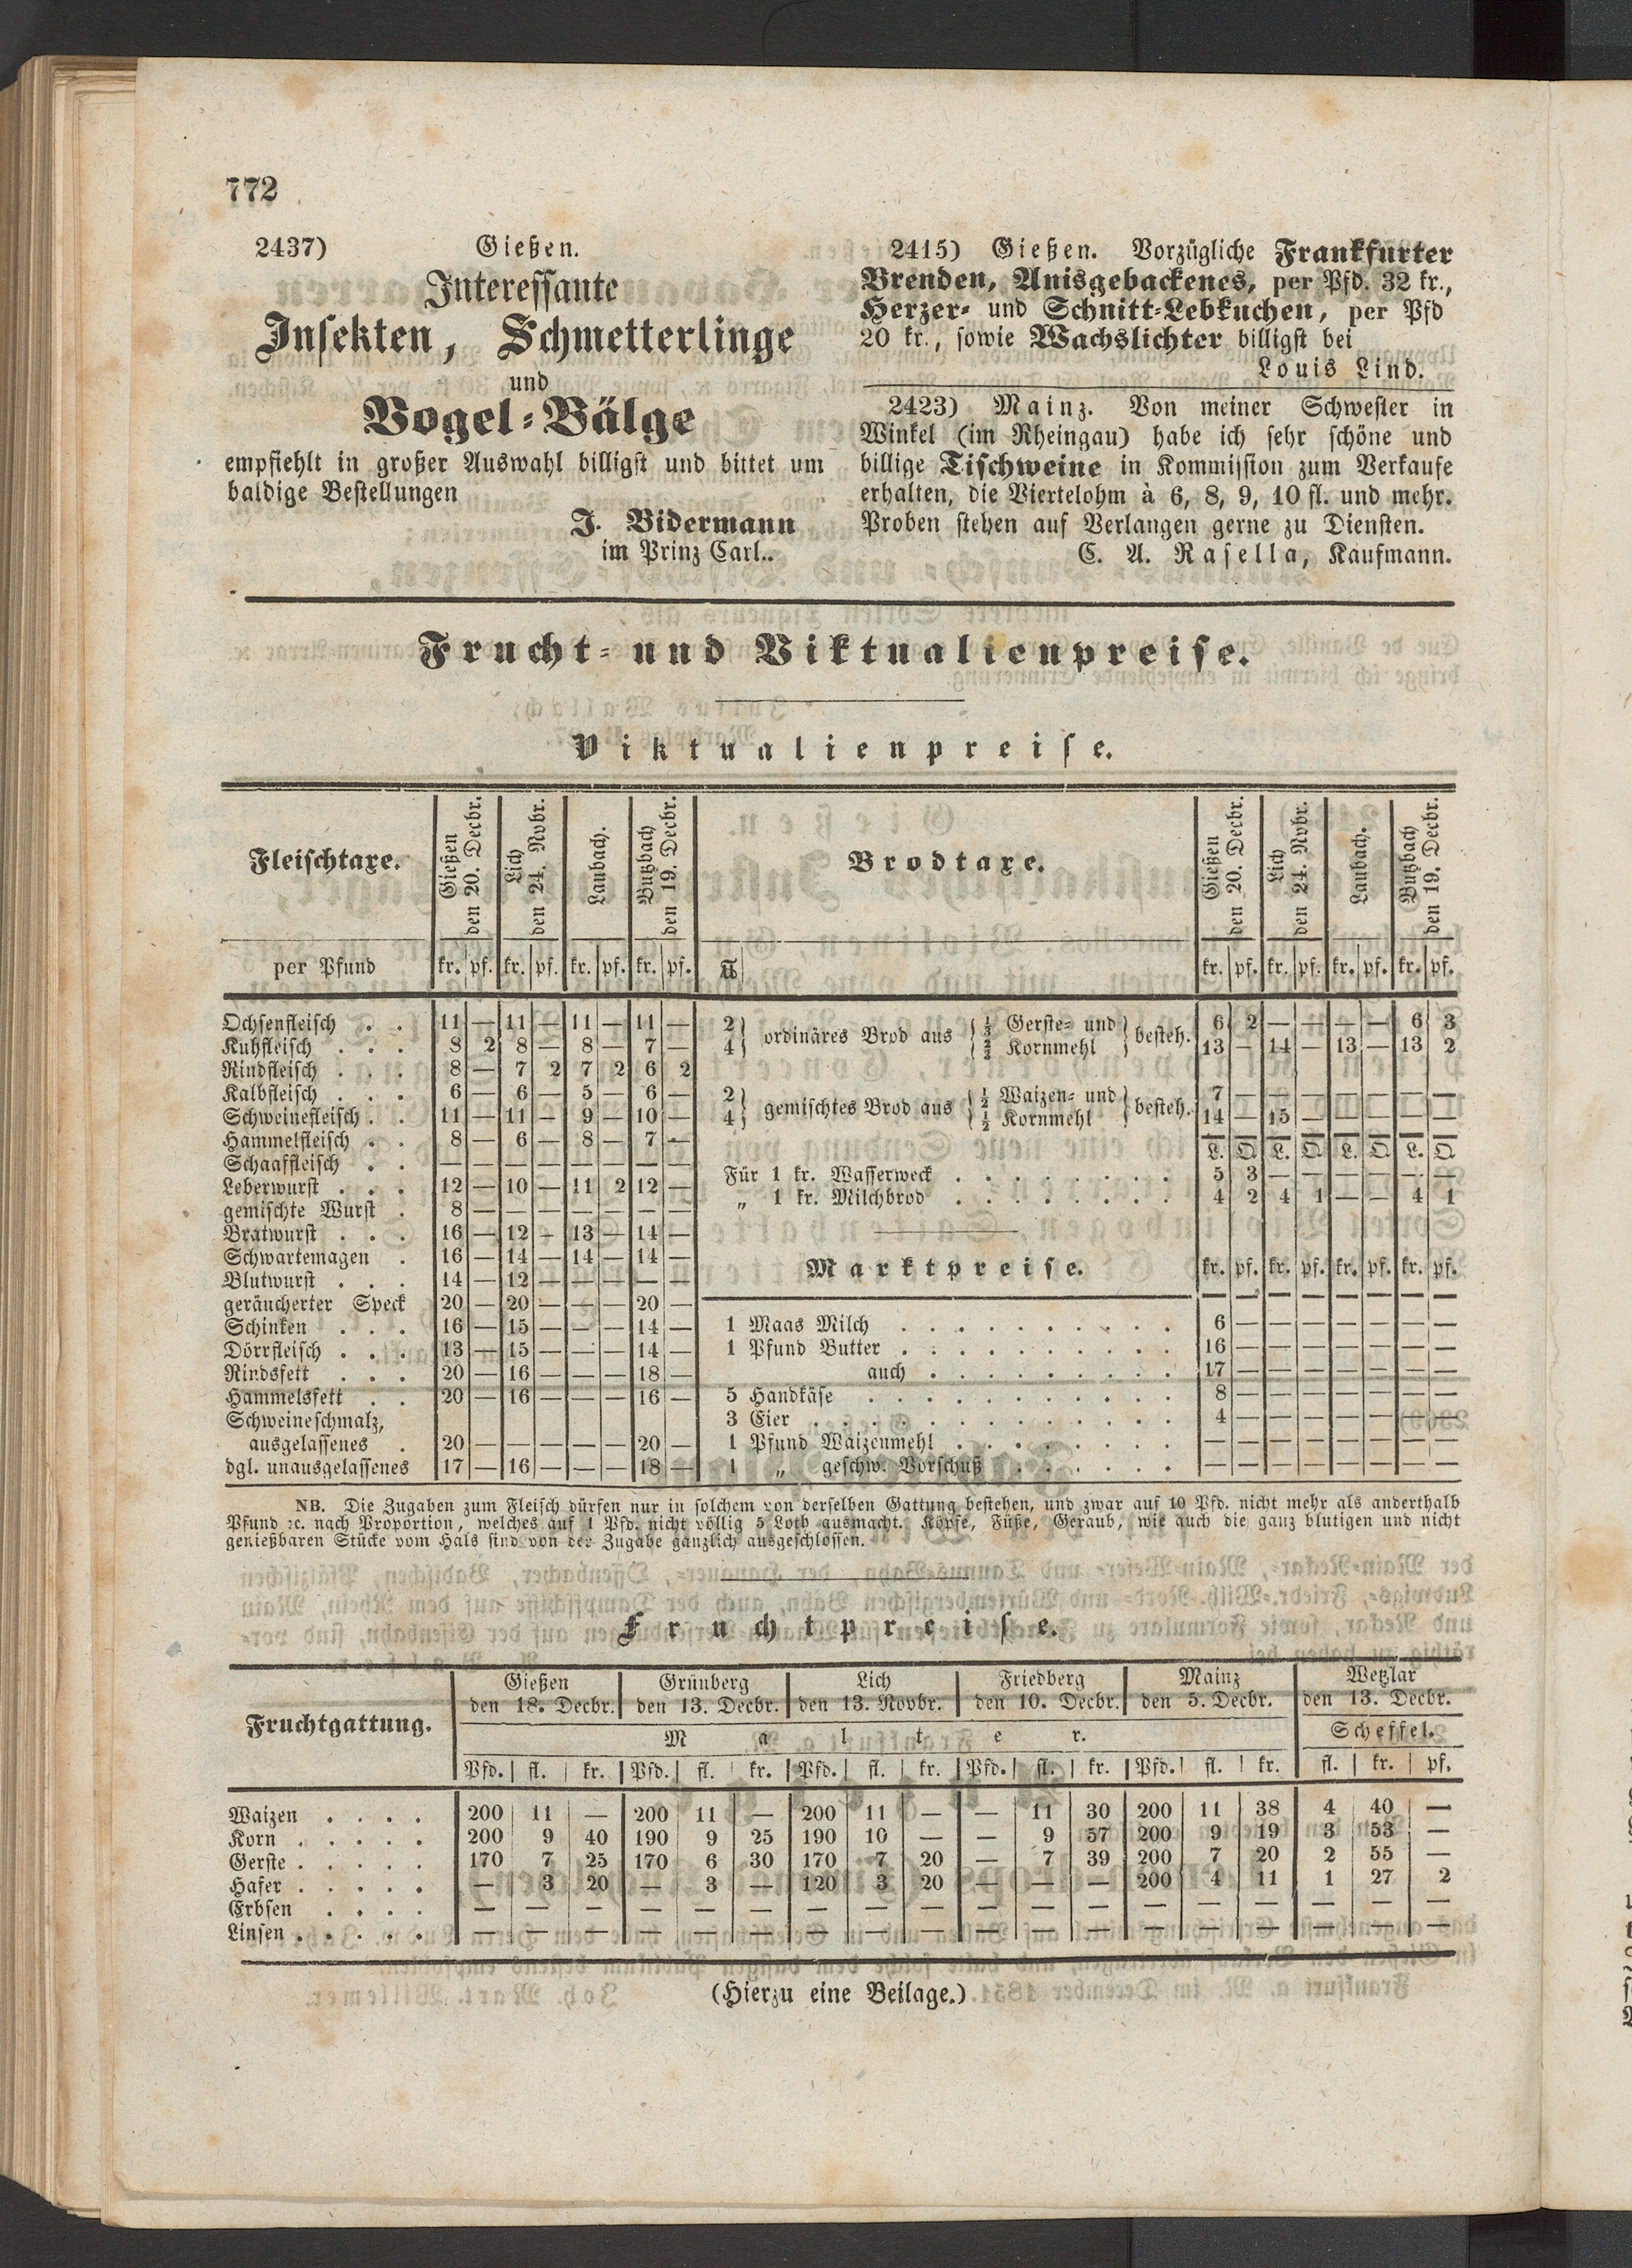 772
2437) Gießen.
Interessante
Insekten, Schmetterlinge
und
Vogel-Bälge
empfiehlt in großer Auswahl billigst und bittet um
baldige Bestellungen
J. Bidermann
im Prinz Carl.
2415) Gießen. Vorzügliche Frankfurter
Brenden, Anisgebackenes, per Pfd. 32 kr.,
Herzer- und Schnitt-Lebkuchen, per Pfd
20 kr., sowie Wachslichter billigst bei
Louis Lind.
2423) Mainz. Von meiner Schwester in
Winkel (im Rheingau) habe ich sehr schöne und
billige Tischweine in Kommission zum Verkaufe
erhalten, die Viertelohm à 6, 8, 9, 10 fl. und mehr.
Proben stehen auf Verlangen gerne zu Diensten.
C. A. Rasella, Kaufmann.
Frucht- und Viktualienpreise.
Viktualienpreise.
Fleischtaxe. Gießen den 20. Decbr. Lich den 24. Nvbr. Laubach. Butzbach den 19. Decbr.
per Pfund kr. pf. kr. pf. kr. pf. kr. pf.
Ochsenfleisch . . 11 — 11 — 11 — 11 —
Kuhfleisch . . . 8 2 8 — 8 — 7 —
Rindfleisch . . . 8 — 7 2 7 2 6 2
Kalbfleisch . . . 6 — 6 — 5 — 6 —
Schweinefleisch . . 11 — 11 — 9 — 10 —
Hammelfleisch . . 8 — 6 — 8 — 7 —
Schaaffleisch . . — — — — — — — —
Leberwurst . . . 12 — 10 — 11 2 12 —
gemischte Wurst . 8 — — — — — — —
Bratwurst . . . 16 — 12 — 13 — 14 —
Schwartemagen . 16 — 14 — 14 — 14 —
Blutwurst . . . 14 — 12 — — — — —
geräucherter Speck 20 — 20 — — — 20 —
Schinken . . . 16 — 15 — — — 14 —
Dörrfleisch . . . 13 — 15 — — — 14 —
Rindsfett . . . 20 — 16 — — — 18 —
Hammelsfett . . 20 — 16 — — — 16 —
Schweineschmalz,
ausgelassenes . 20 — — — — — 20 —
dgl. unausgelassenes 17 — 16 — — — 18 —
Brodtaxe. Gießen den 20. Decbr. Lich den 24. Nvbr. Laubach. Butzbach den 19. Decbr.
℔ kr. pf. kr. pf. kr. pf. kr. pf.
2} ordinäres Brod aus {⅓ Gerste- und} besteh. 6 2 — — — — 6 3
4} {⅔ Kornmehl} 13 — 14 — 13 — 13 2
2} gemischtes Brod aus {½ Waizen- und} besteh. 7 — — — — — — —
4} {½ Kornmehl} 14 — 15 — — — — —
L. Q L. Q L. Q L. Q
Für 1 kr. Wasserweck . . . . . . . . 5 3 — — — — — —
„ 1 kr. Milchbrod . . . . . . . . 4 2 4 1 — — 4 1
Marktpreise. kr. pf. kr. pf. kr. pf. kr. pf.
1 Maas Milch . . . . . . . . . . 6 — — — — — — —
1 Pfund Butter . . . . . . . . . . 16 — — — — — — —
auch . . . . . . . . . 17 — — — — — — —
5 Handkäse . . . . . . . . . . . 8 — — — — — — —
3 Eier . . . . . . . . . . . . . 4 — — — — — — —
1 Pfund Waizenmehl . . . . . . . . — — — — — — — —
1 „ geschw. Vorschuß . . . . . . — — — — — — — —
NB. Die Zugaben zum Fleisch dürfen nur in solchem von derselben Gattung bestehen, und zwar auf 10 Pfd. nicht mehr als anderthalb
Pfund ꝛc. nach Proportion, welches auf 1 Pfd. nicht völlig 5 Loth ausmacht. Köpfe, Füße, Geraub, wie auch die ganz blutigen und nicht
genießbaren Stücke vom Hals sind von der Zugabe gänzlich ausgeschlossen.
Fruchtpreise.
Fruchtgattung. Gießen den 18. Decbr. Grünberg den 13. Decbr. Lich den 13. Novbr. Friedberg den 10. Decbr. Mainz den 5. Decbr. Wetzlar den 13. Decbr.
Malter. Scheffel.
Pfd. fl. kr. Pfd. fl. kr. Pfd. fl. kr. Pfd. fl. kr. Pfd. fl. kr. fl. kr. pf.
Waizen . . . . 200 11 — 200 11 — 200 11 — — 11 30 200 11 38 4 40 —
Korn . . . . . 200 9 40 190 9 25 190 10 — — 9 57 200 9 19 3 53 —
Gerste . . . . . 170 7 25 170 6 30 170 7 20 — 7 39 200 7 20 2 55 —
Hafer . . . . . — 3 20 — 3 — 120 3 20 — — — 200 4 11 1 27 2
Erbsen . . . . — — — — — — — — — — — — — — — — — —
Linsen . . . . . — — — — — — — — — — — — — — — — — —
(Hierzu eine Beilage.)